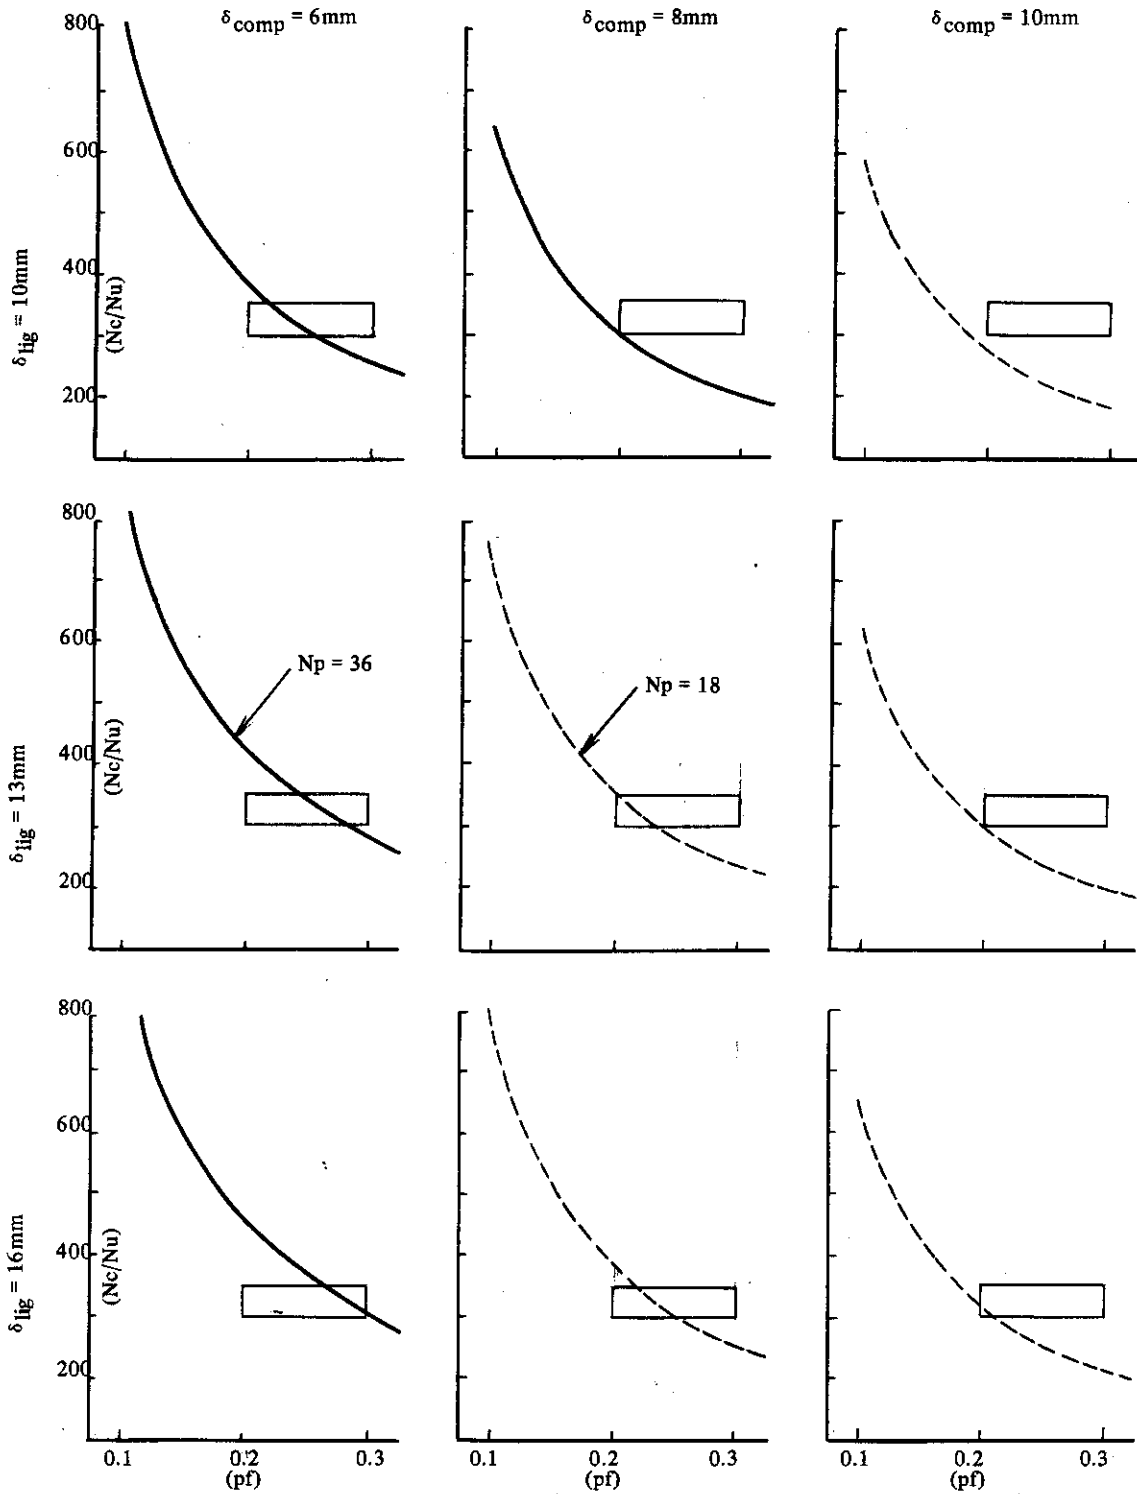 δcomp = 6mm
δcomp = 8mm
δcomp = 10mm
δlig = 10mm
(Nc/Nu)
800
600
400
200
δlig = 13mm
(Nc/Nu)
800
600
400
200
Np = 36
Np = 18
δlig = 16mm
(Nc/Nu)
800
600
400
200
0.1
0.2
0.3
(pf)
0.1
0.2
0.3
(pf)
0.1
0.2
0.3
(pf)